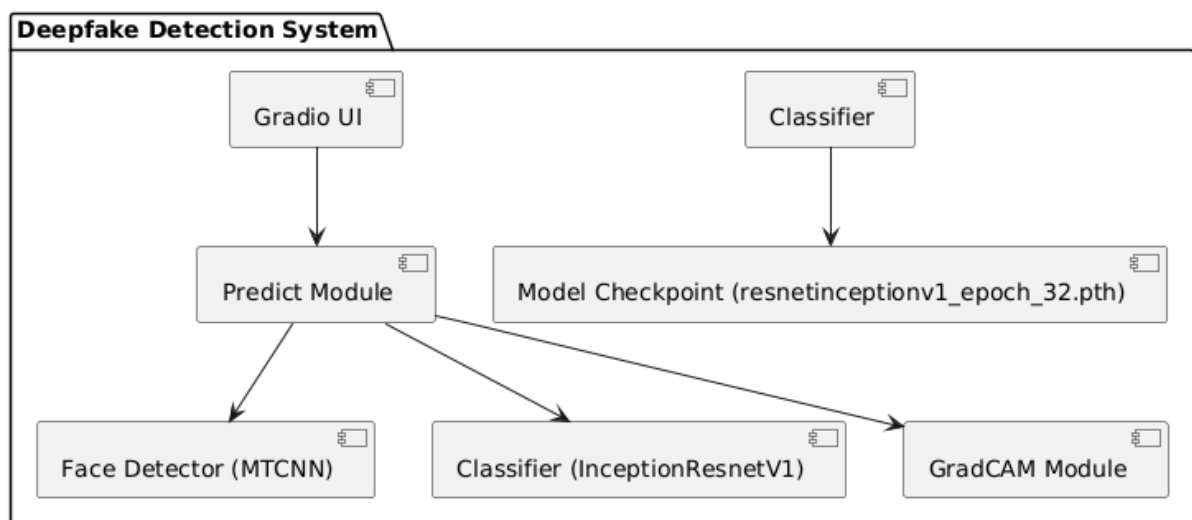 Deepfake Detection System
Gradio UI
Classifier
Predict Module
Model Checkpoint (resnetinceptionv1_epoch_32.pth)
Face Detector (MTCNN)
Classifier (InceptionResnetV1)
GradCAM Module